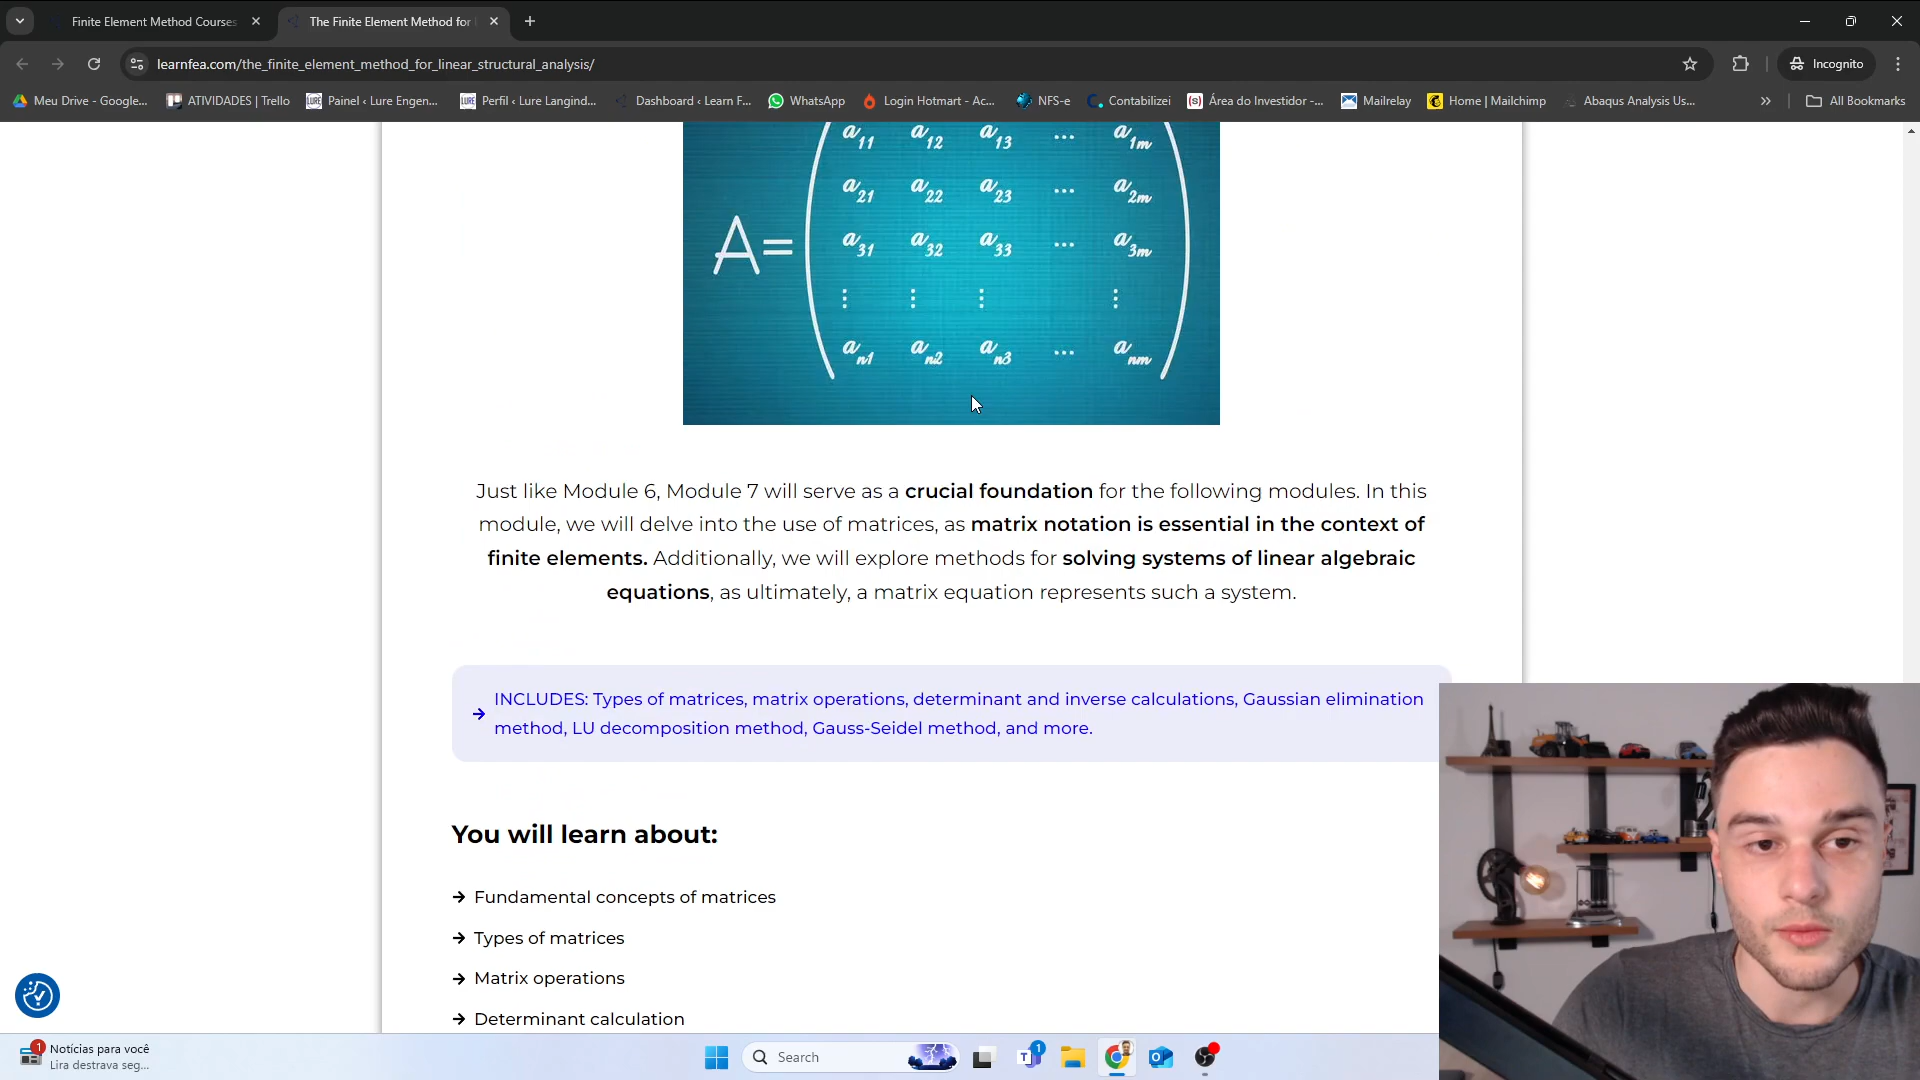 Finite Element Method Courses
The Finite Element Method for
learnfea.com/the_finite_element_method_for_linear_structural_analysis/
Incognito
Meu Drive - Google...
ATIVIDADES | Trello
Painel ‹ Lure Engen...
Perfil ‹ Lure Langind...
Dashboard ‹ Learn F...
WhatsApp
Login Hotmart - Ac...
NFS-e
Contabilizei
Área do Investidor -...
Mailrelay
Home | Mailchimp
Abaqus Analysis Us...
»
All Bookmarks
a11 a12 a13 ... a1m
a21 a22 a23 ... a2m
A=
a31 a32 a33 ... a3m
⋮ ⋮ ⋮ ⋮
an1 an2 an3 ... anm
Just like Module 6, Module 7 will serve as a crucial foundation for the following modules. In this
module, we will delve into the use of matrices, as matrix notation is essential in the context of
finite elements. Additionally, we will explore methods for solving systems of linear algebraic
equations, as ultimately, a matrix equation represents such a system.
→ INCLUDES: Types of matrices, matrix operations, determinant and inverse calculations, Gaussian elimination
method, LU decomposition method, Gauss-Seidel method, and more.
You will learn about:
→ Fundamental concepts of matrices
→ Types of matrices
→ Matrix operations
→ Determinant calculation
1
Notícias para você
Lira destrava seg...
Search
T
1